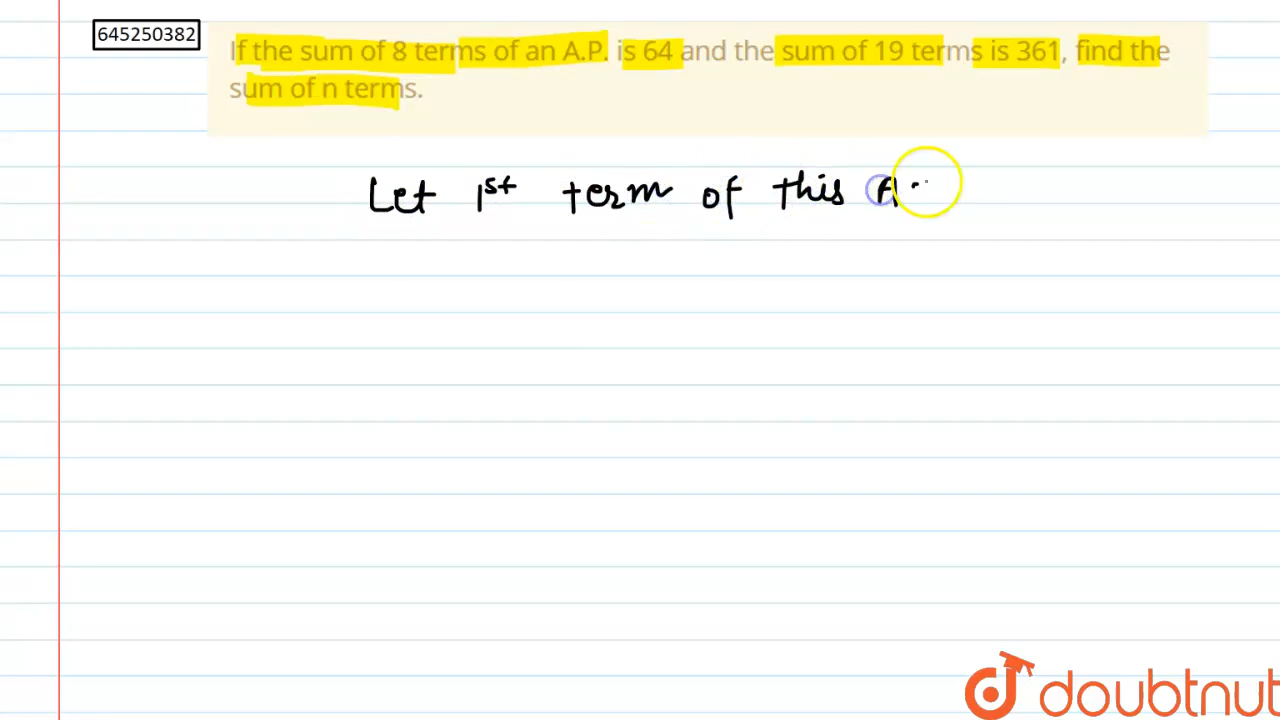 645250382
If the sum of 8 terms of an A.P. is 64 and the sum of 19 terms is 361, find the
sum of n terms.
Let 1st term of this A.
doubtnut